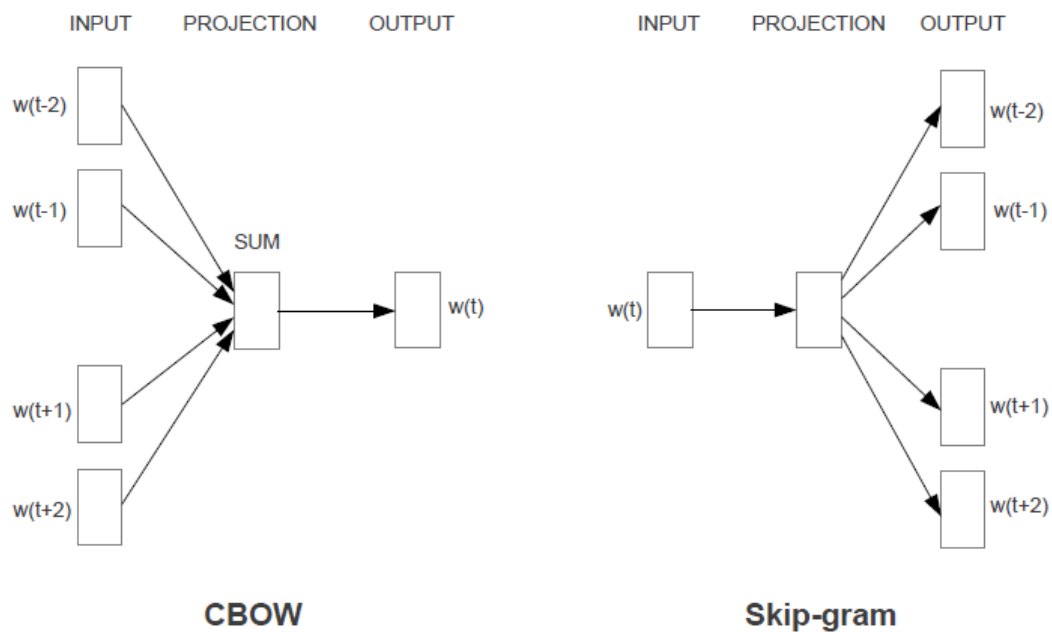 INPUT PROJECTION OUTPUT
w(t-2)
w(t-1)
SUM
w(t)
w(t+1)
w(t+2)
CBOW
INPUT PROJECTION OUTPUT
w(t-2)
w(t-1)
w(t)
w(t+1)
w(t+2)
Skip-gram